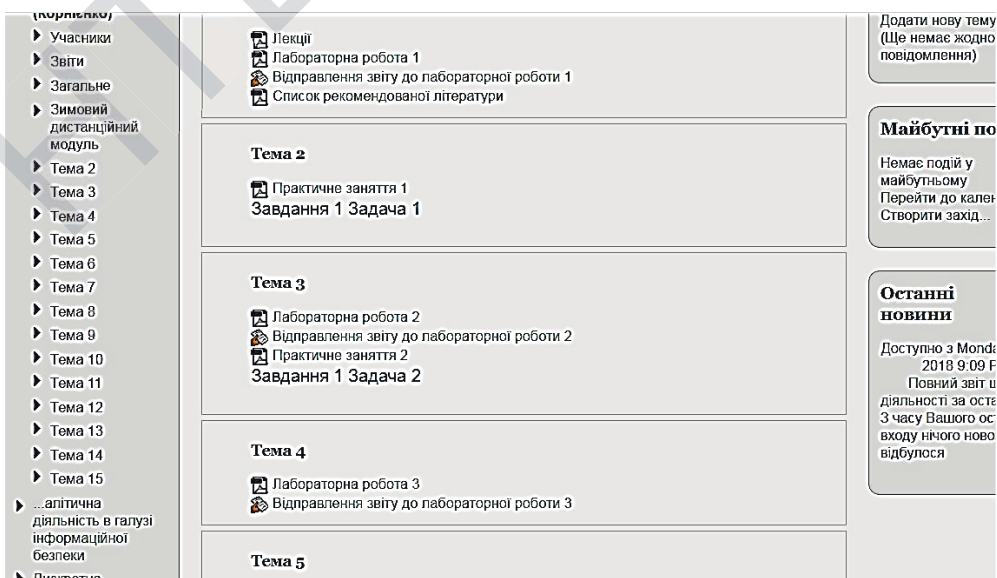 (Корнієнко)
Учасники
Звіти
Загальне
Зимовий
дистанційний
модуль
Тема 2
Тема 3
Тема 4
Тема 5
Тема 6
Тема 7
Тема 8
Тема 9
Тема 10
Тема 11
Тема 12
Тема 13
Тема 14
Тема 15
...алітична
діяльність в галузі
інформаційної
безпеки
Лекції
Лабораторна робота 1
Відправлення звіту до лабораторної роботи 1
Список рекомендованої літератури
Тема 2
Практичне заняття 1
Завдання 1 Задача 1
Тема 3
Лабораторна робота 2
Відправлення звіту до лабораторної роботи 2
Практичне заняття 2
Завдання 1 Задача 2
Тема 4
Лабораторна робота 3
Відправлення звіту до лабораторної роботи 3
Тема 5
Додати нову тему
(Ще немає жодно
повідомлення)
Майбутні по
Немає подій у
майбутньому
Перейти до кален
Створити захід...
Останні
новини
Доступно з Monda
2018 9:09 P
Повний звіт
діяльності за оста
З часу Вашого ос
входу нічого ново
відбулося